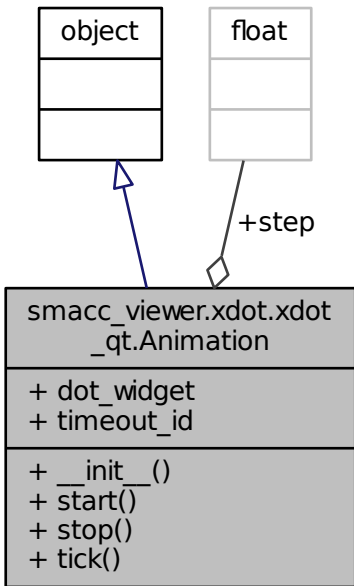 object
float
+step
smacc_viewer.xdot.xdot
_qt.Animation
+ dot_widget
+ timeout_id
+ __init__()
+ start()
+ stop()
+ tick()